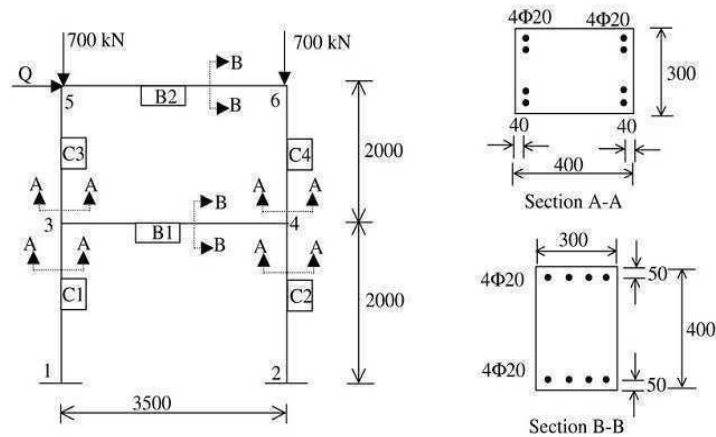 700 kN
700 kN
Q
B
B
5
B2
6
C3
C4
2000
A A
A A
B
B
3
B1
4
A A
A A
C1
C2
2000
1
2
3500
4Φ20 4Φ20
300
40 40
400
Section A-A
300
4Φ20
50
400
4Φ20
50
Section B-B